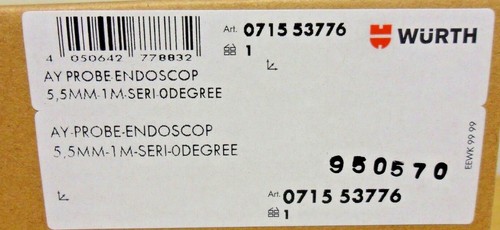 4 050642 778832
Art. 0715 53776
1
WÜRTH
AY PROBE-ENDOSCOP
5,5MM-1M-SERI-0DEGREE
AY-PROBE-ENDOSCOP
5,5MM-1M-SERI-0DEGREE
950570
EEWK 99 99
Art. 0715 53776
1